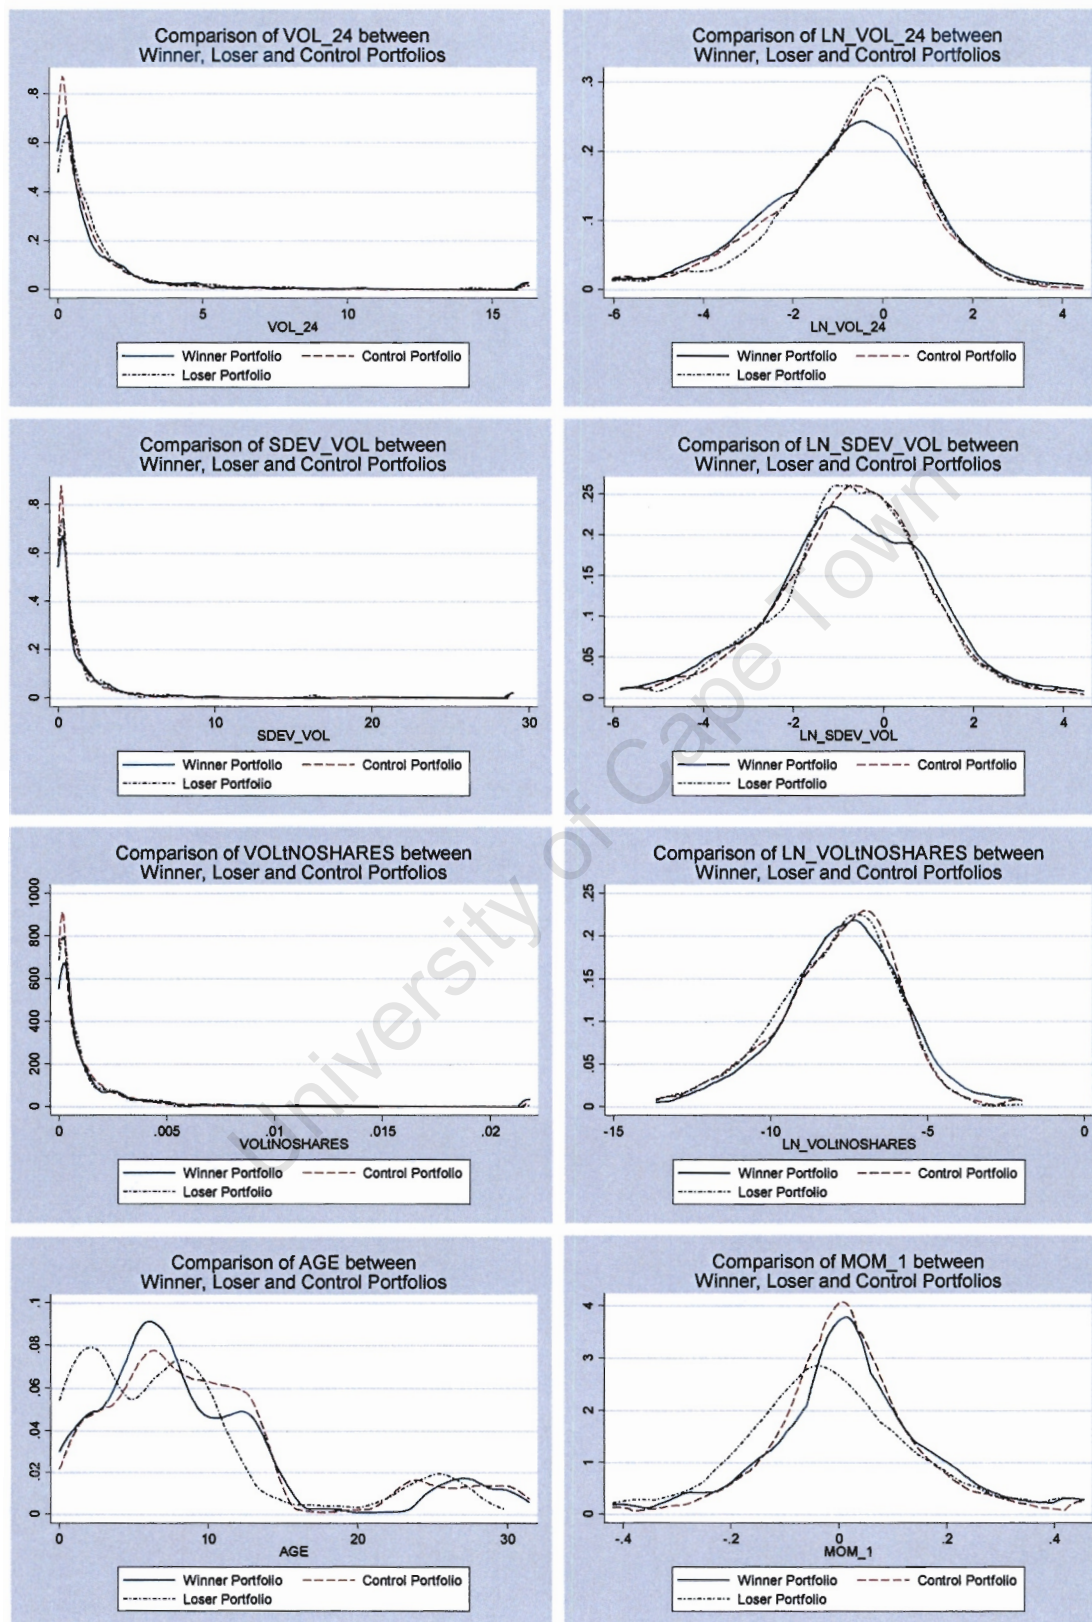 Comparison of VOL_24 between
Winner, Loser and Control Portfolios
.8
.6
.4
.2
0
0 5 10 15
VOL_24
Winner Portfolio Control Portfolio
Loser Portfolio
Comparison of LN_VOL_24 between
Winner, Loser and Control Portfolios
.3
.2
.1
0
-6 -4 -2 0 2 4
LN_VOL_24
Winner Portfolio Control Portfolio
Loser Portfolio
Comparison of SDEV_VOL between
Winner, Loser and Control Portfolios
.8
.6
.4
.2
0
0 10 20 30
SDEV_VOL
Winner Portfolio Control Portfolio
Loser Portfolio
Comparison of LN_SDEV_VOL between
Winner, Loser and Control Portfolios
.25
.2
.15
.1
.05
0
-6 -4 -2 0 2 4
LN_SDEV_VOL
Winner Portfolio Control Portfolio
Loser Portfolio
Comparison of VOLtNOSHARES between
Winner, Loser and Control Portfolios
1000
800
600
400
200
0
0 .005 .01 .015 .02
VOLtNOSHARES
Winner Portfolio Control Portfolio
Loser Portfolio
Comparison of LN_VOLtNOSHARES between
Winner, Loser and Control Portfolios
.25
.2
.15
.1
.05
0
-15 -10 -5 0
LN_VOLtNOSHARES
Winner Portfolio Control Portfolio
Loser Portfolio
Comparison of AGE between
Winner, Loser and Control Portfolios
.1
.08
.06
.04
.02
0
0 10 20 30
AGE
Winner Portfolio Control Portfolio
Loser Portfolio
Comparison of MOM_1 between
Winner, Loser and Control Portfolios
4
3
2
1
0
-.4 -.2 0 .2 .4
MOM_1
Winner Portfolio Control Portfolio
Loser Portfolio
University of Cape Town